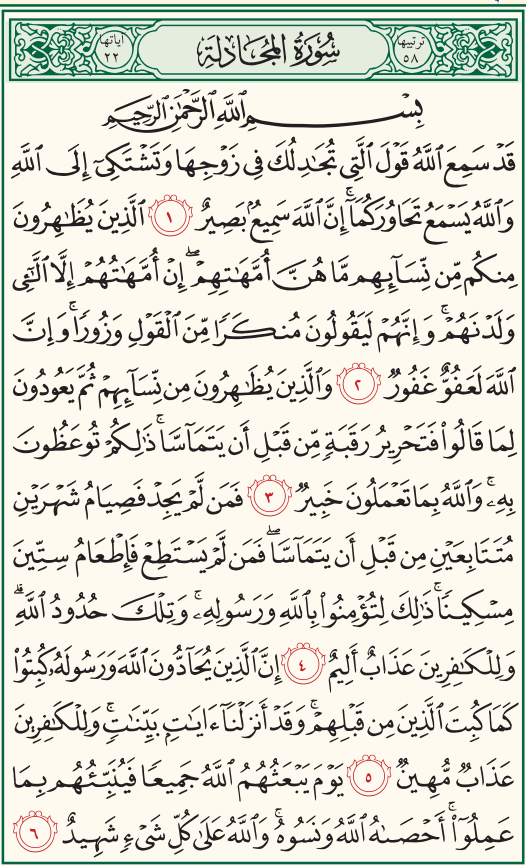 ترتيبها ٥٨ سُورَةُ المُجَادلَة آياتها ٢٢
بِسْمِ ٱللَّهِ ٱلرَّحْمَٰنِ ٱلرَّحِيمِ
قَدْ سَمِعَ ٱللَّهُ قَوْلَ ٱلَّتِى تُجَٰدِلُكَ فِى زَوْجِهَا وَتَشْتَكِىٓ إِلَى ٱللَّهِ
وَٱللَّهُ يَسْمَعُ تَحَاوُرَكُمَآ ۚ إِنَّ ٱللَّهَ سَمِيعٌۢ بَصِيرٌ ١ ٱلَّذِينَ يُظَٰهِرُونَ
مِنكُم مِّن نِّسَآئِهِم مَّا هُنَّ أُمَّهَٰتِهِمْ ۖ إِنْ أُمَّهَٰتُهُمْ إِلَّا ٱلَّٰٓـِٔى
وَلَدْنَهُمْ ۚ وَإِنَّهُمْ لَيَقُولُونَ مُنكَرًا مِّنَ ٱلْقَوْلِ وَزُورًا ۚ وَإِنَّ
ٱللَّهَ لَعَفُوٌّ غَفُورٌ ٢ وَٱلَّذِينَ يُظَٰهِرُونَ مِن نِّسَآئِهِمْ ثُمَّ يَعُودُونَ
لِمَا قَالُوا۟ فَتَحْرِيرُ رَقَبَةٍ مِّن قَبْلِ أَن يَتَمَآسَّا ۚ ذَٰلِكُمْ تُوعَظُونَ
بِهِۦ ۚ وَٱللَّهُ بِمَا تَعْمَلُونَ خَبِيرٌ ٣ فَمَن لَّمْ يَجِدْ فَصِيَامُ شَهْرَيْنِ
مُتَتَابِعَيْنِ مِن قَبْلِ أَن يَتَمَآسَّا ۖ فَمَن لَّمْ يَسْتَطِعْ فَإِطْعَامُ سِتِّينَ
مِسْكِينًا ۚ ذَٰلِكَ لِتُؤْمِنُوا۟ بِٱللَّهِ وَرَسُولِهِۦ ۚ وَتِلْكَ حُدُودُ ٱللَّهِ ۗ
وَلِلْكَٰفِرِينَ عَذَابٌ أَلِيمٌ ٤ إِنَّ ٱلَّذِينَ يُحَآدُّونَ ٱللَّهَ وَرَسُولَهُۥ كُبِتُوا۟
كَمَا كُبِتَ ٱلَّذِينَ مِن قَبْلِهِمْ ۚ وَقَدْ أَنزَلْنَآ ءَايَٰتٍۭ بَيِّنَٰتٍ ۚ وَلِلْكَٰفِرِينَ
عَذَابٌ مُّهِينٌ ٥ يَوْمَ يَبْعَثُهُمُ ٱللَّهُ جَمِيعًا فَيُنَبِّئُهُم بِمَا
عَمِلُوٓا۟ ۚ أَحْصَىٰهُ ٱللَّهُ وَنَسُوهُ ۚ وَٱللَّهُ عَلَىٰ كُلِّ شَىْءٍ شَهِيدٌ ٦